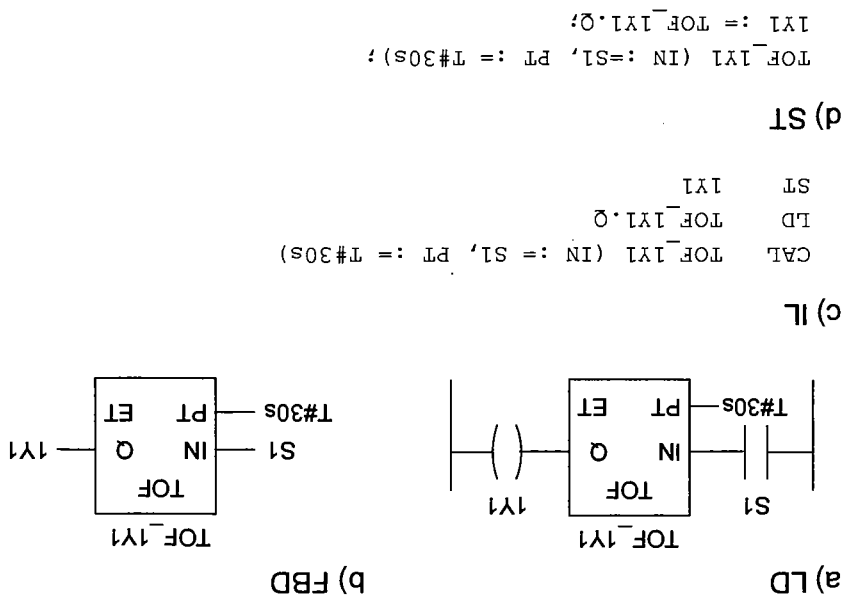 a) LD
TOF_1Y1
S1
TOF
1Y1
IN Q
T#30s PT ET
b) FBD
TOF_1Y1
TOF
S1 IN Q 1Y1
T#30s PT ET
c) IL
CAL TOF_1Y1 (IN := S1, PT := T#30s)
LD TOF_1Y1.Q
ST 1Y1
d) ST
TOF_1Y1 (IN :=S1, PT := T#30s);
1Y1 := TOF_1Y1.Q;